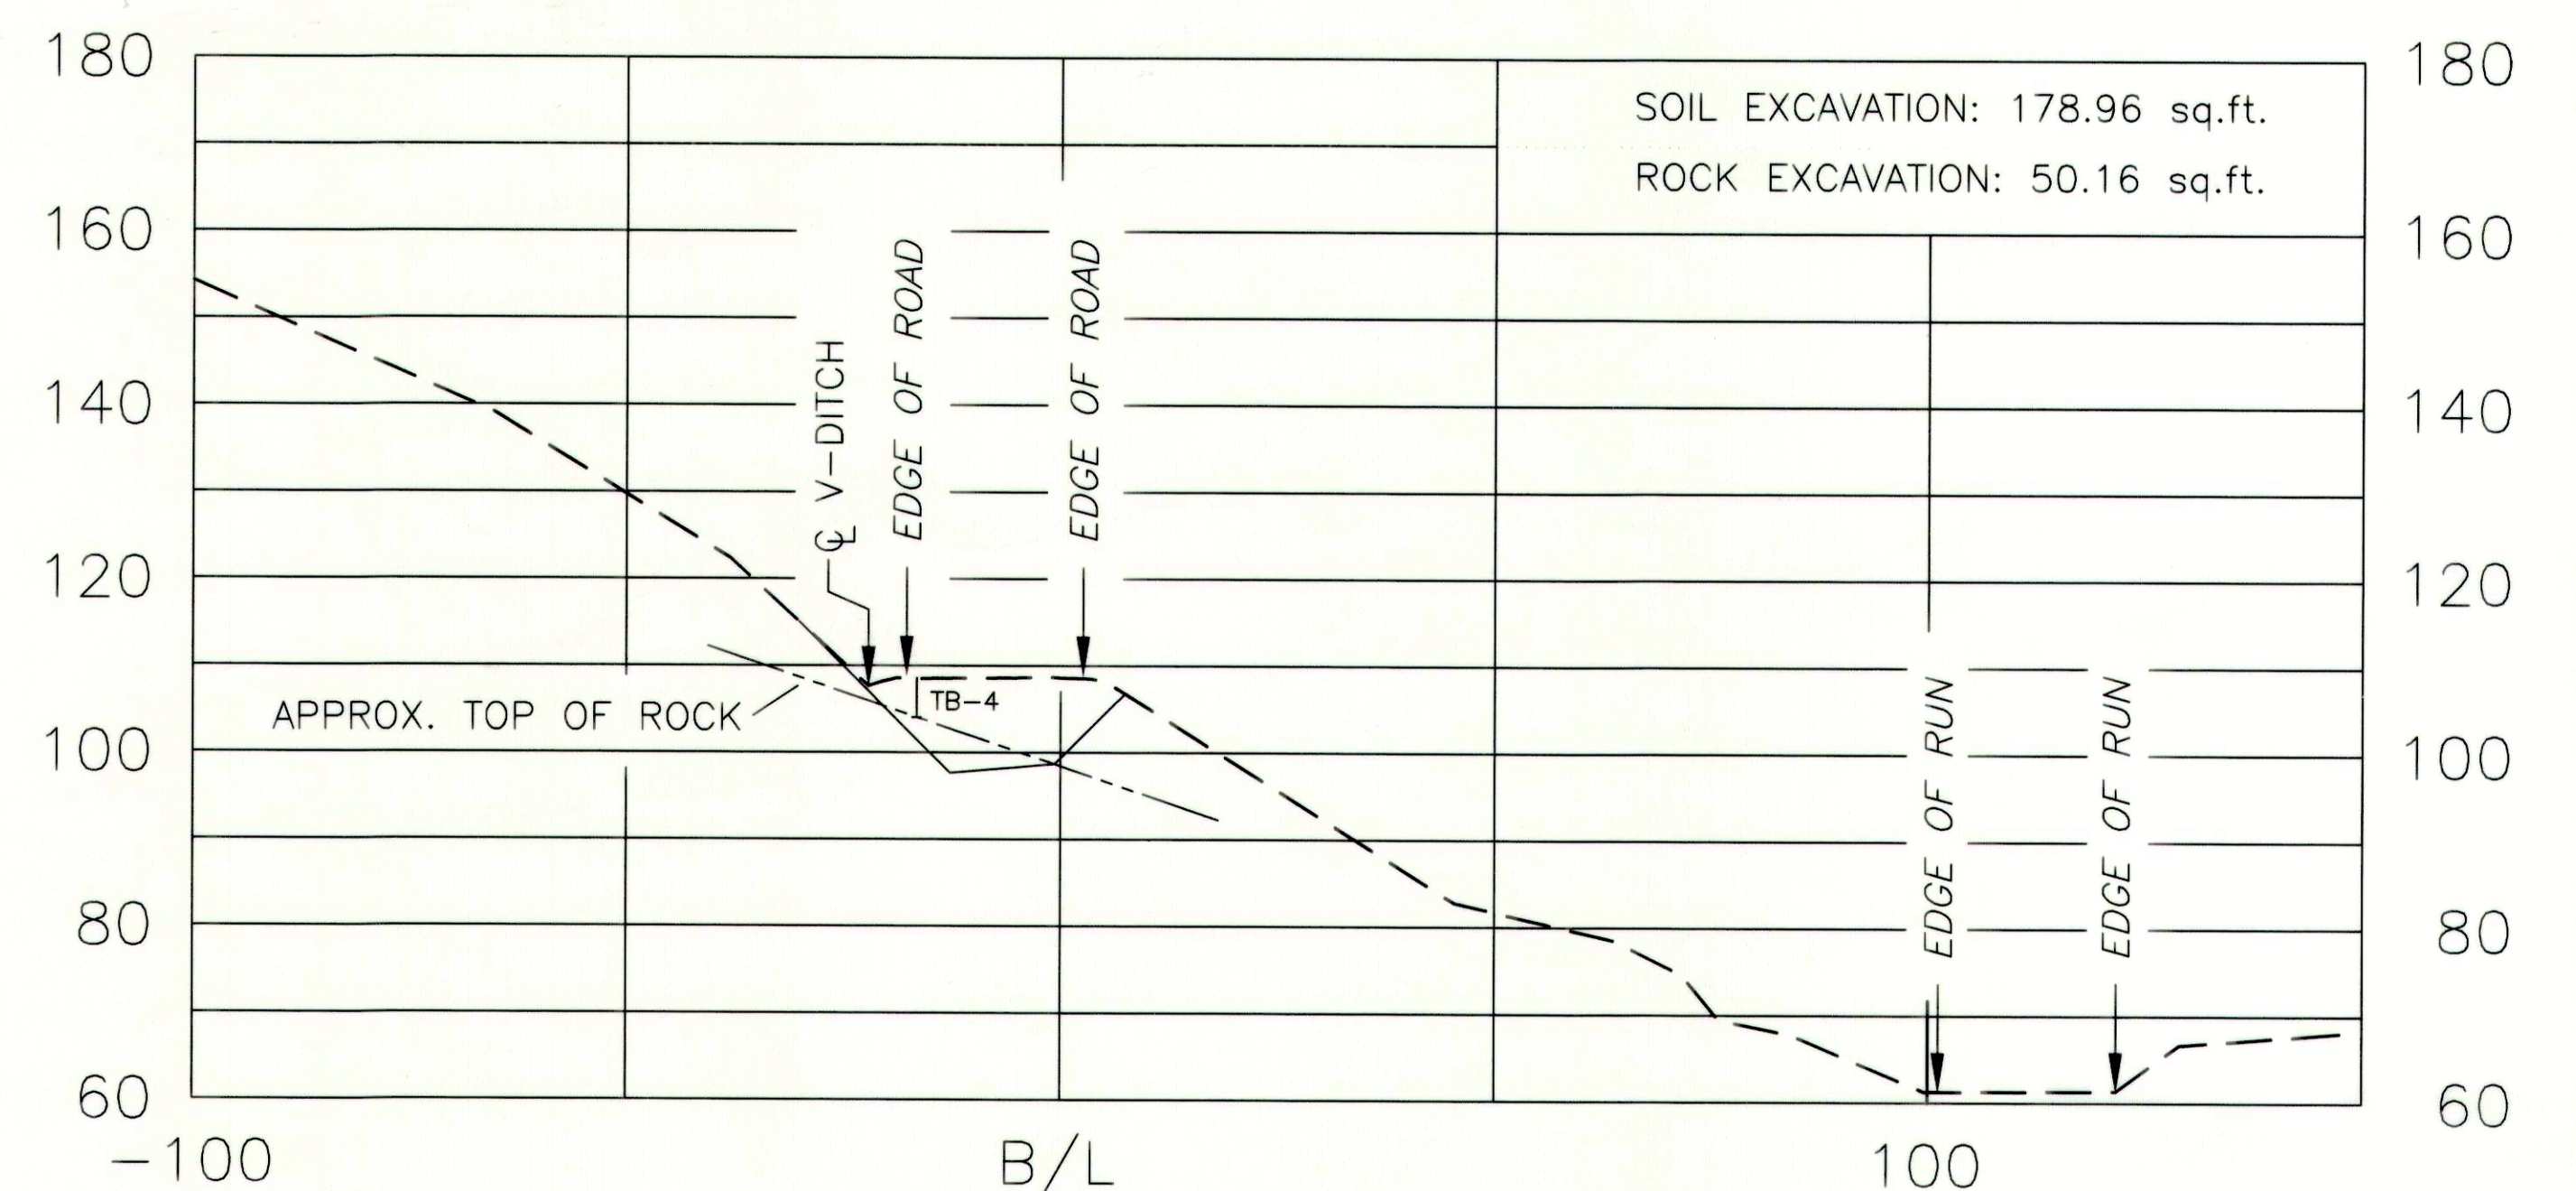 180
180
SOIL EXCAVATION: 178.96 sq.ft.
ROCK EXCAVATION: 50.16 sq.ft.
160
160
EDGE OF ROAD
EDGE OF ROAD
℄ V-DITCH
140
140
120
120
APPROX. TOP OF ROCK
TB-4
100
100
EDGE OF RUN
EDGE OF RUN
80
80
60
60
-100
B/L
100